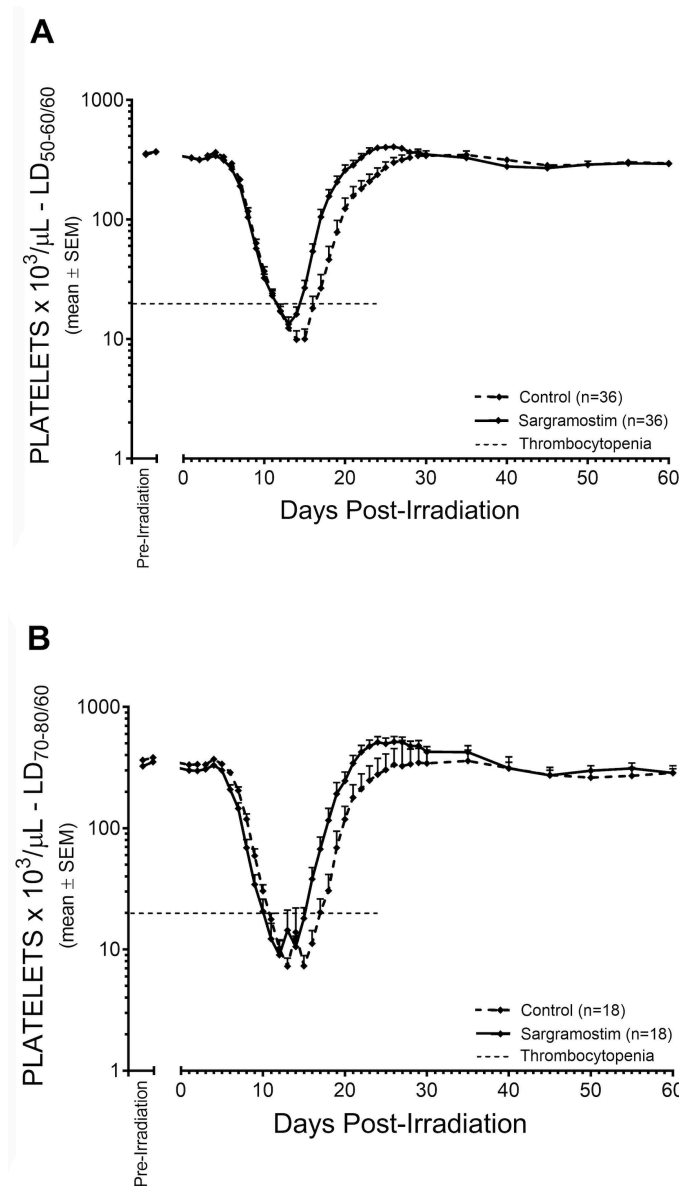 A
PLATELETS x 10³/µL - LD₅₀₋₆₀/₆₀
(mean ± SEM)
1000
100
10
1
Control (n=36)
Sargramostim (n=36)
Thrombocytopenia
Pre-Irradiation
0 10 20 30 40 50 60
Days Post-Irradiation
B
PLATELETS x 10³/µL - LD₇₀₋₈₀/₆₀
(mean ± SEM)
1000
100
10
1
Control (n=18)
Sargramostim (n=18)
Thrombocytopenia
Pre-Irradiation
0 10 20 30 40 50 60
Days Post-Irradiation